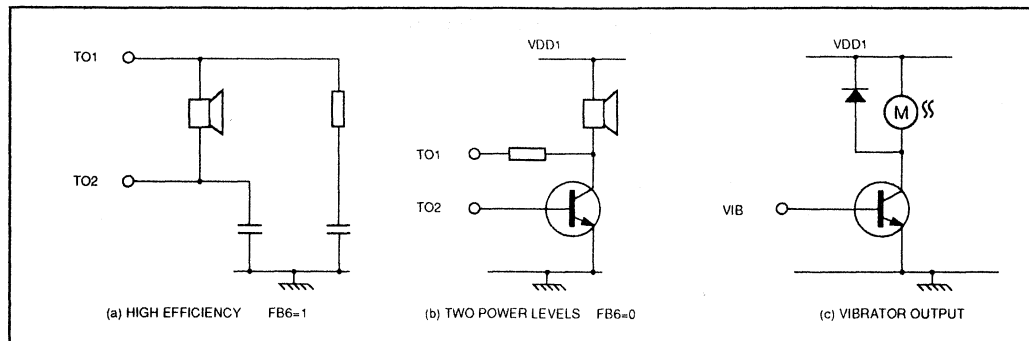 TO1
TO2
(a) HIGH EFFICIENCY FB6=1
VDD1
TO1
TO2
(b) TWO POWER LEVELS FB6=0
VDD1
M
VIB
(c) VIBRATOR OUTPUT